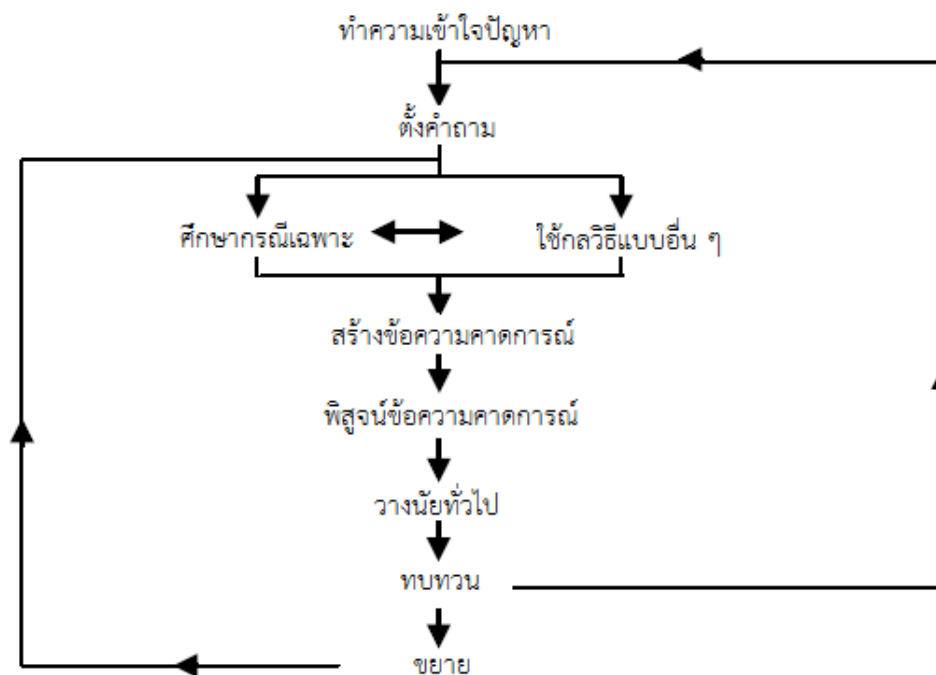 ทำความเข้าใจปัญหา
ตั้งคำถาม
ศึกษากรณีเฉพาะ
ใช้กลวิธีแบบอื่น ๆ
สร้างข้อความคาดการณ์
พิสูจน์ข้อความคาดการณ์
วางนัยทั่วไป
ทบทวน
ขยาย